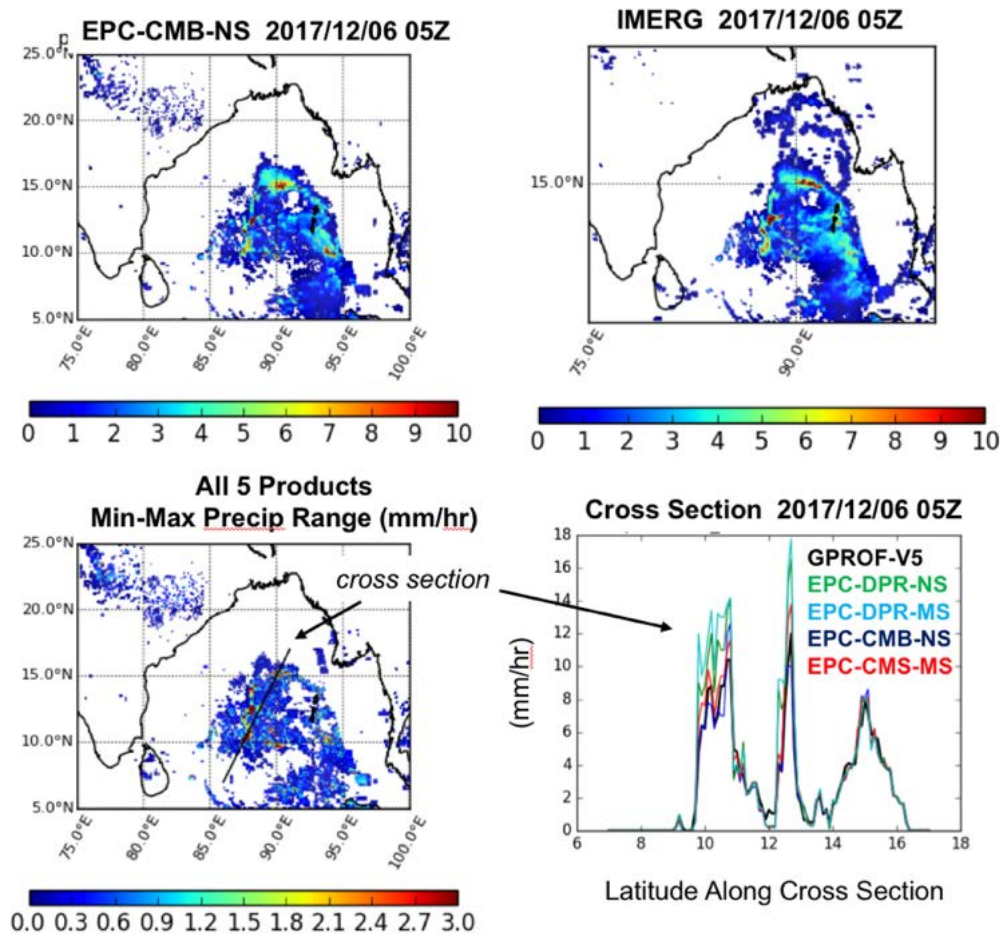 EPC-CMB-NS 2017/12/06 05Z
p
25.0°N
20.0°N
15.0°N
10.0°N
5.0°N
75.0°E
80.0°E
85.0°E
90.0°E
95.0°E
100.0°E
0 1 2 3 4 5 6 7 8 9 10
IMERG 2017/12/06 05Z
15.0°N
75.0°E
90.0°E
0 1 2 3 4 5 6 7 8 9 10
All 5 Products
Min-Max Precip Range (mm/hr)
25.0°N
20.0°N
15.0°N
10.0°N
5.0°N
cross section
75.0°E
80.0°E
85.0°E
90.0°E
95.0°E
100.0°E
0.0 0.3 0.6 0.9 1.2 1.5 1.8 2.1 2.4 2.7 3.0
Cross Section 2017/12/06 05Z
18
16
14
12
10
8
6
4
2
0
(mm/hr)
GPROF-V5
EPC-DPR-NS
EPC-DPR-MS
EPC-CMB-NS
EPC-CMS-MS
6 8 10 12 14 16 18
Latitude Along Cross Section